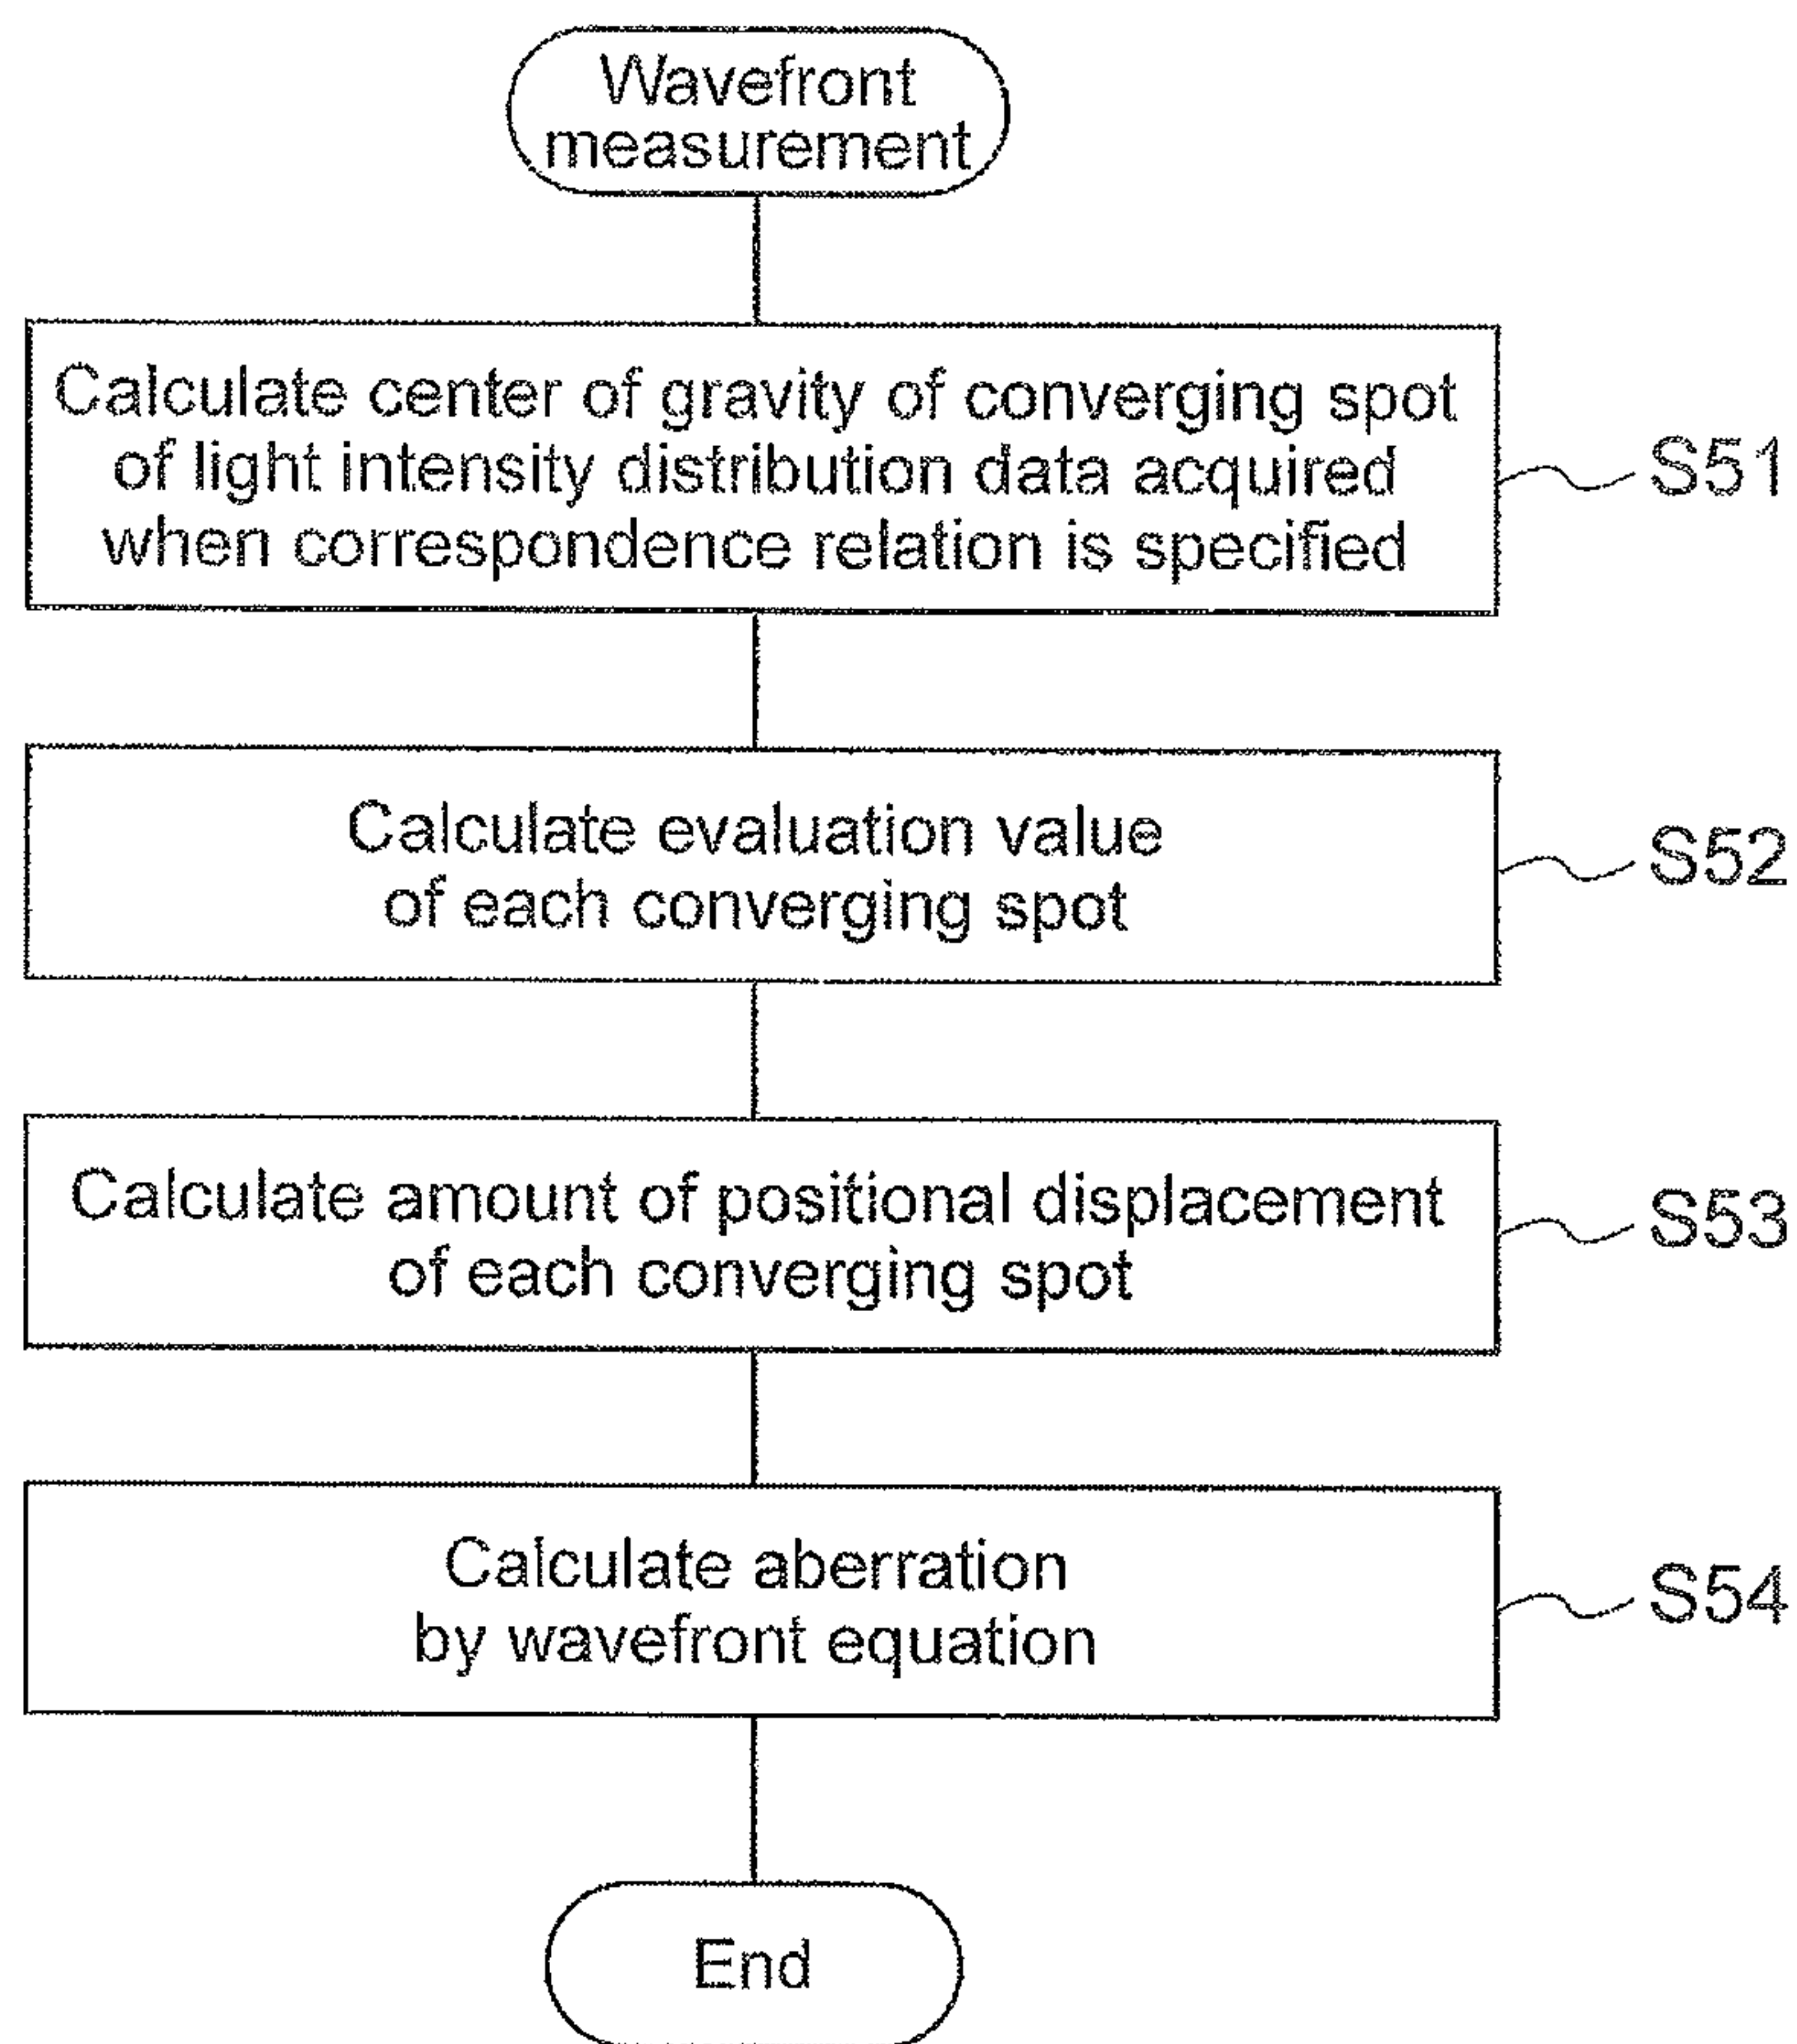 Wavefront
measurement
Calculate center of gravity of converging spot
of light intensity distribution data acquired
when correspondence relation is specified
S51
Calculate evaluation value
of each converging spot
S52
Calculate amount of positional displacement
of each converging spot
S53
Calculate aberration
by wavefront equation
S54
End